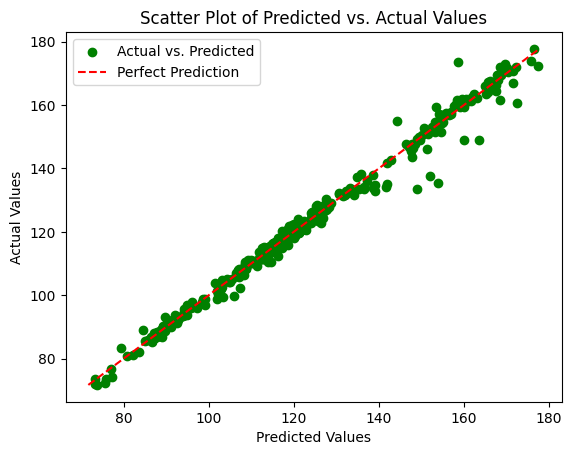 Scatter Plot of Predicted vs. Actual Values
Actual vs. Predicted
Perfect Prediction
180
160
140
120
100
80
Actual Values
80 100 120 140 160 180
Predicted Values